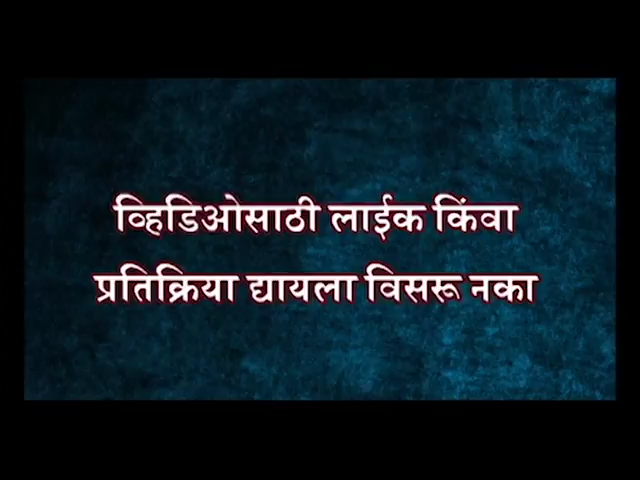 व्हिडिओसाठी लाईक किंवा
प्रतिक्रिया द्यायला विसरू नका